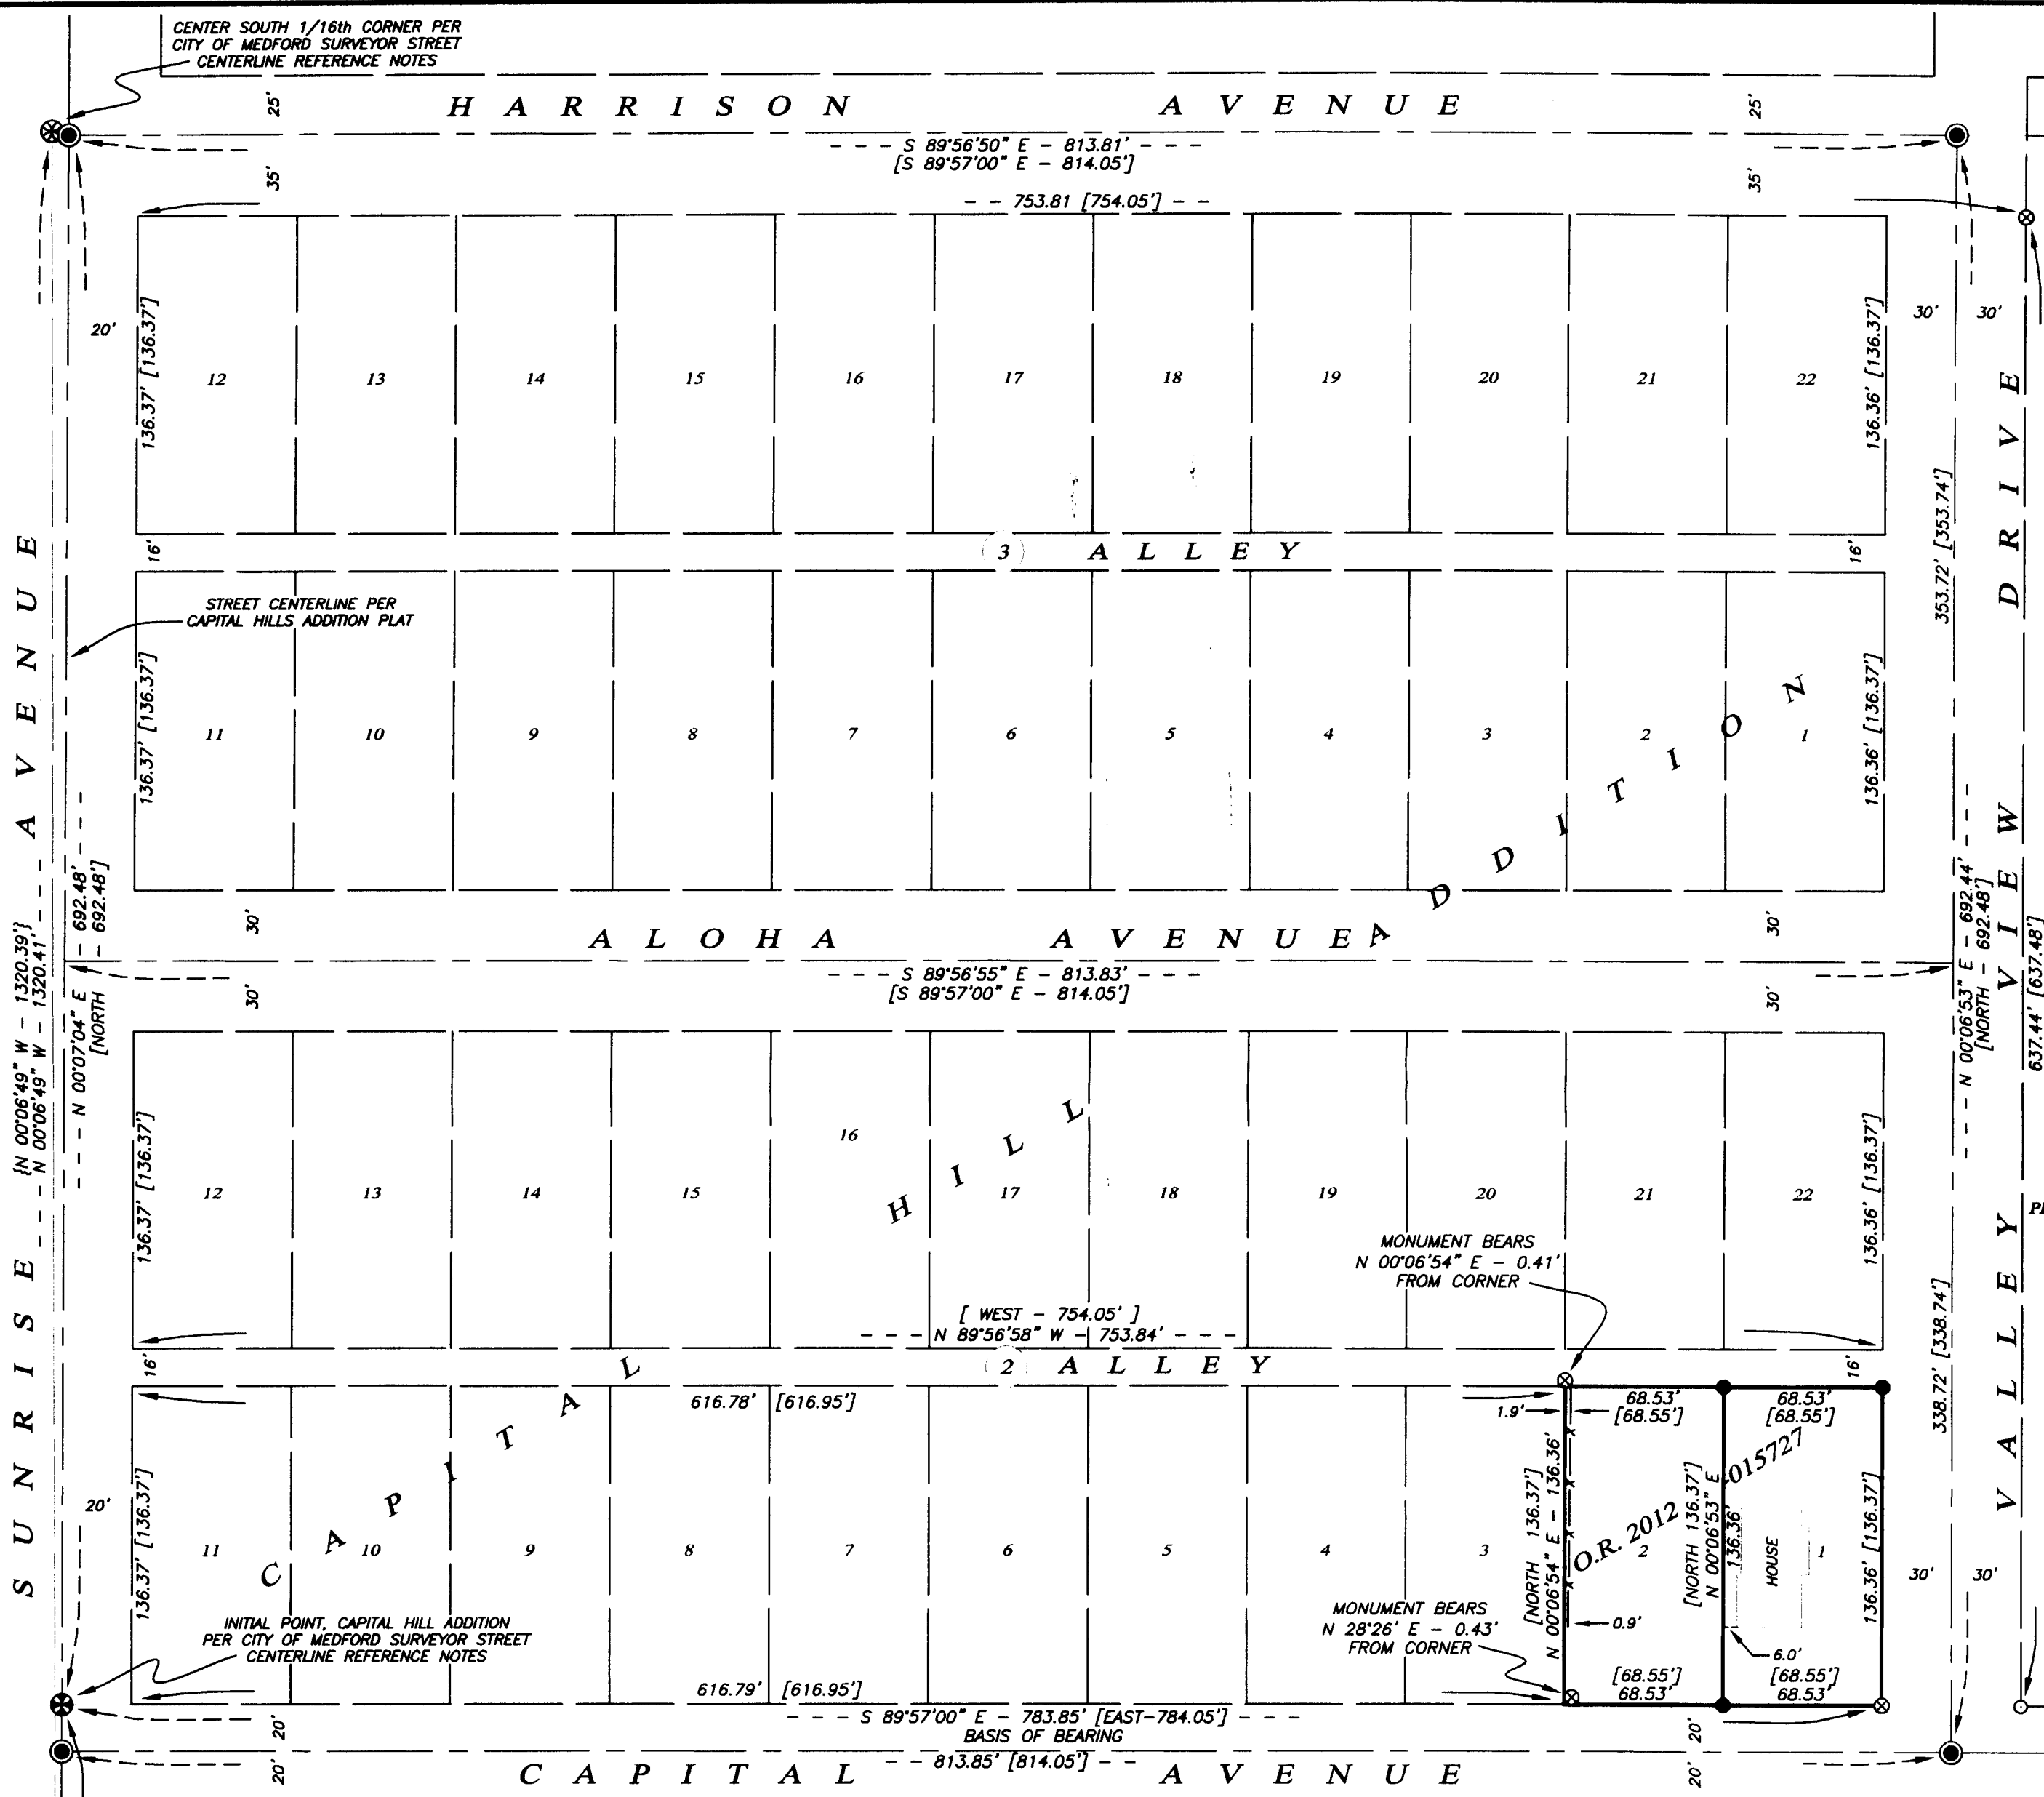 CENTER SOUTH 1/16th CORNER PER
CITY OF MEDFORD SURVEYOR STREET
CENTERLINE REFERENCE NOTES
25'
HARRISON AVENUE
25'
- - - S 89°56'50" E - 813.81' - - -
[S 89°57'00" E - 814.05']
35'
35'
- - 753.81 [754.05'] - -
20'
136.37' [136.37']
12
13
14
15
16
17
18
19
20
21
22
136.36' [136.37']
30'
30'
16'
3
ALLEY
16'
353.72' [353.74']
STREET CENTERLINE PER
CAPITAL HILLS ADDITION PLAT
136.37' [136.37']
11
10
9
8
7
6
5
4
3
2
1
136.36' [136.37']
SUNRISE AVENUE
VALLEY VIEW DRIVE
CAPITAL HILL ADDITION
{N 00°06'49" W - 1320.39'}
N 00°06'49" W - 1320.41'
N 00°07'04" E - 692.48'
[NORTH - 692.48']
30'
ALOHA AVENUE
30'
- - - S 89°56'55" E - 813.83' - - -
[S 89°57'00" E - 814.05']
30'
30'
N 00°06'53" E - 692.44'
[NORTH - 692.48']
637.44' [637.48']
136.37' [136.37']
12
13
14
15
16
17
18
19
20
21
22
136.36' [136.37']
MONUMENT BEARS
N 00°06'54" E - 0.41'
FROM CORNER
[ WEST - 754.05' ]
- - - N 89°56'58" W - 753.84' - - -
16'
2
ALLEY
16'
338.72' [338.74']
616.78' [616.95']
1.9'
68.53'
[68.55']
68.53'
[68.55']
20'
136.37' [136.37']
11
10
9
8
7
6
5
4
3
2
1
[NORTH 136.37']
N 00°06'54" E - 136.36'
O.R. 2012-015727
[NORTH 136.37']
N 00°06'53" E
136.36'
HOUSE
136.36' [136.37']
30'
30'
INITIAL POINT, CAPITAL HILL ADDITION
PER CITY OF MEDFORD SURVEYOR STREET
CENTERLINE REFERENCE NOTES
MONUMENT BEARS
N 28°26' E - 0.43'
FROM CORNER
0.9'
6.0'
616.79' [616.95']
[68.55']
68.53'
[68.55']
68.53'
- - - S 89°57'00" E - 783.85' [EAST-784.05'] - - -
BASIS OF BEARING
20'
20'
- - 813.85' [814.05'] - -
20'
CAPITAL AVENUE
20'